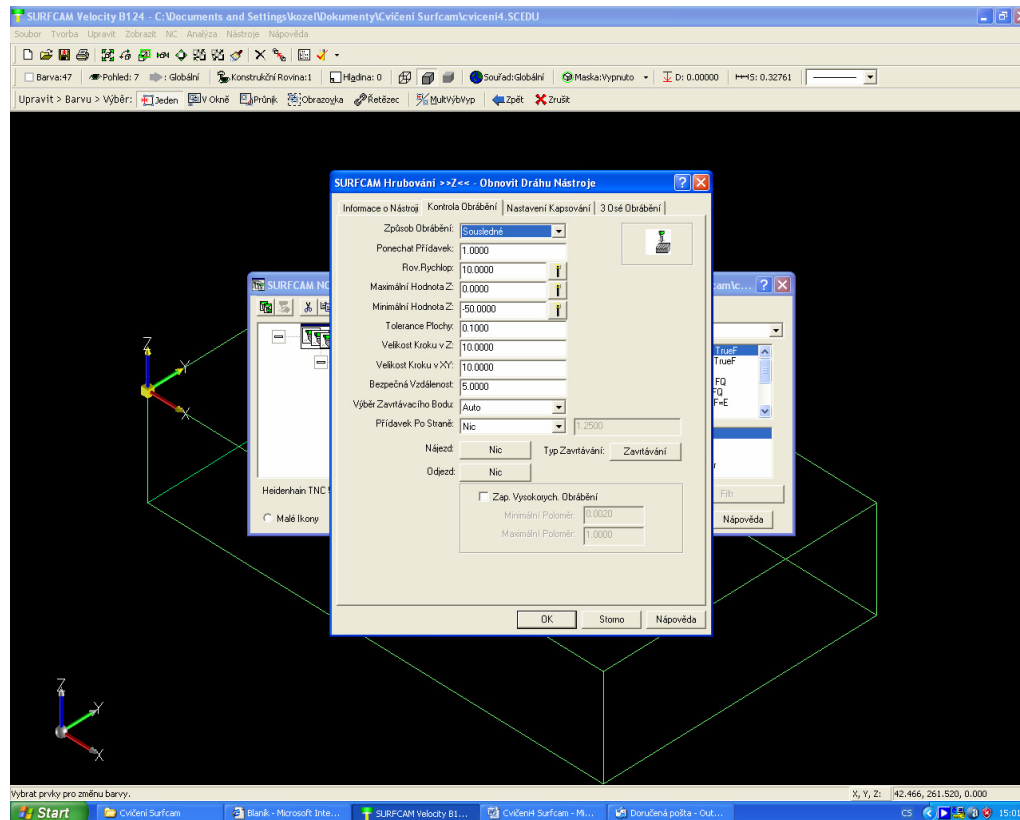 SURFCAM Velocity B124 - C:\Documents and Settings\kozel\Dokumenty\Cvičení Surfcam\cviceni4.SCEDU
Soubor Tvorba Upravit Zobrazit NC Analýza Nástroje Nápověda
Barva:47 Pohled: 7 : Globální Konstrukční Rovina:1 Hladina: 0 Souřad:Globální Maska:Vypnuto D: 0.00000 S: 0.32761
Upravit > Barvu > Výběr: Jeden V Okně Průnik Obrazovka Řetězec MultVýbVyp Zpět Zrušit
SURFCAM Hrubování >>Z<< - Obnovit Dráhu Nástroje
Informace o Nástroji Kontrola Obrábění Nastavení Kapsování 3 Osé Obrábění
Způsob Obrábění: Sousledné
Ponechat Přídavek: 1.0000
Rov.Rychlop: 10.0000
SURFCAM NC
cam\c...
Maximální Hodnota Z: 0.0000
Minimální Hodnota Z: -50.0000
Tolerance Plochy: 0.1000
Velikost Kroku v Z: 10.0000
TrueF
TrueF
Velikost Kroku v XY: 10.0000
FQ
Bezpečná Vzdálenost: 5.0000
F=E
Výběr Zavrtávacího Bodu: Auto
Přídavek Po Straně: Nic 1.2500
Nájezd: Nic Typ Zavrtávání: Zavrtávání
Odjezd: Nic
Heidenhain TNC
Zap. Vysokorych. Obrábění
Filtr
Minimální Poloměr: 0.0020
Malé Ikony
Nápověda
Maximální Poloměr: 1.0000
OK Storno Nápověda
Z
Y
X
Z
Y
X
Vybrat prvky pro změnu barvy.
X, Y, Z: 42.466, 261.520, 0.000
Start Cvičení Surfcam Blaník - Microsoft Inte... SURFCAM Velocity B1... Cvičení4 Surfcam - Mi... Doručená pošta - Out... CS 15:01